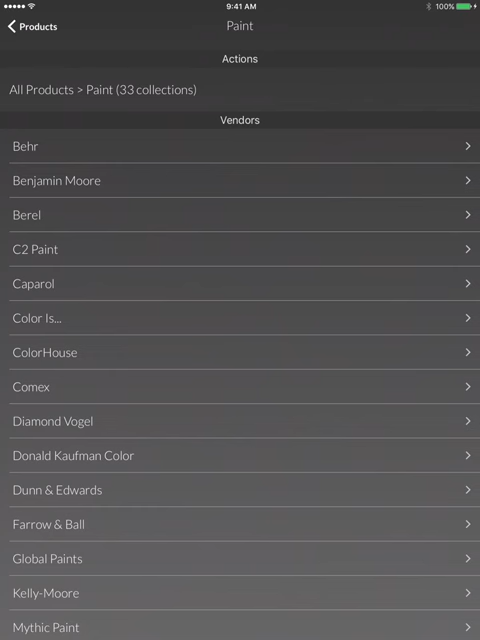 9:41 AM
100%
Products
Paint
Actions
All Products > Paint (33 collections)
Vendors
Behr
Benjamin Moore
Berel
C2 Paint
Caparol
Color Is...
ColorHouse
Comex
Diamond Vogel
Donald Kaufman Color
Dunn & Edwards
Farrow & Ball
Global Paints
Kelly-Moore
Mythic Paint